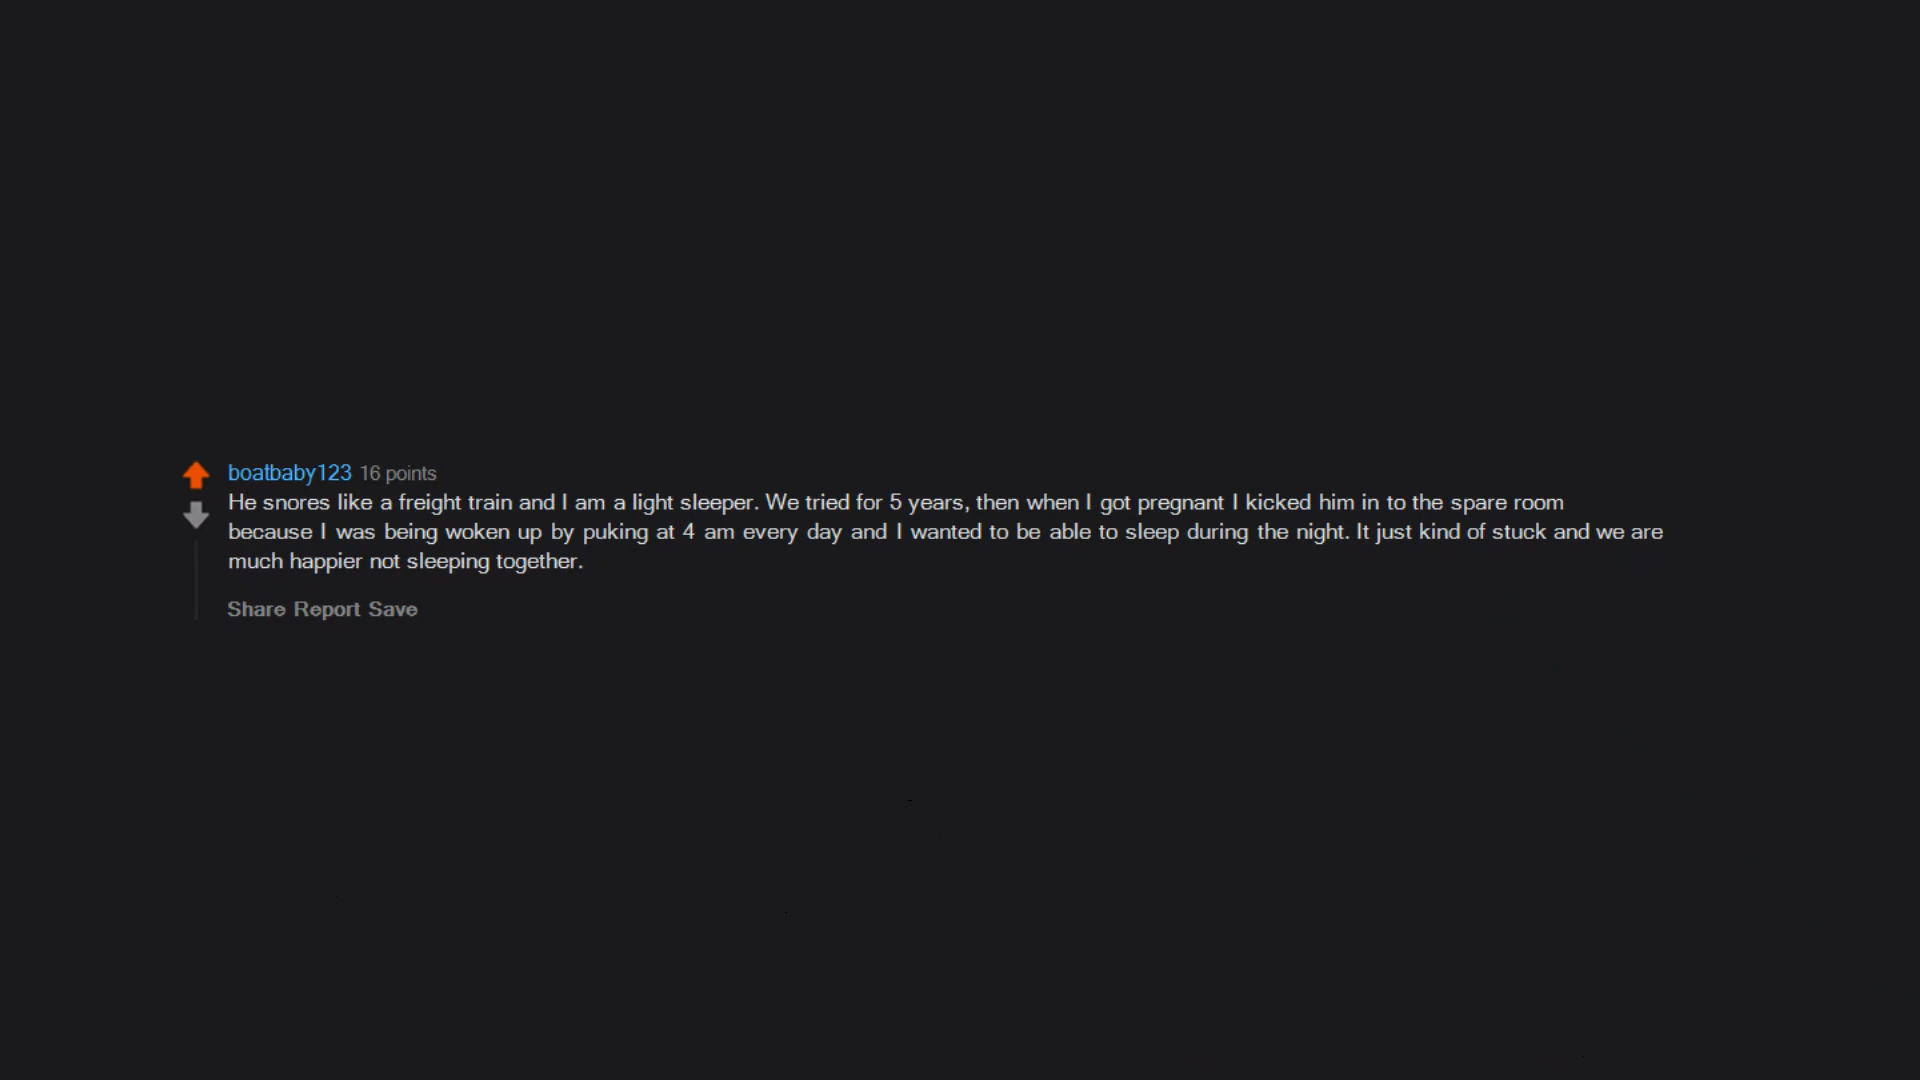 boatbaby123 16 points
He snores like a freight train and I am a light sleeper. We tried for 5 years, then when I got pregnant I kicked him in to the spare room
because I was being woken up by puking at 4 am every day and I wanted to be able to sleep during the night. It just kind of stuck and we are
much happier not sleeping together.
Share Report Save